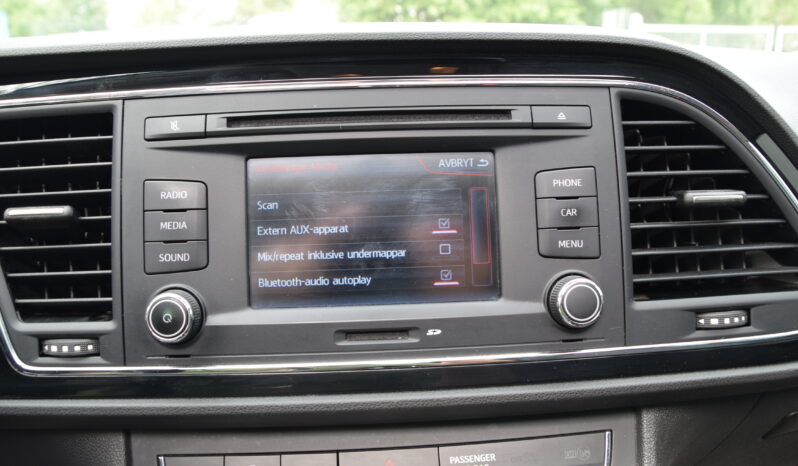 AVBRYT
Scan
Extern AUX-apparat
Mix/repeat inklusive undermappar
Bluetooth-audio autoplay
RADIO
MEDIA
SOUND
PHONE
CAR
MENU
SD
PASSENGER